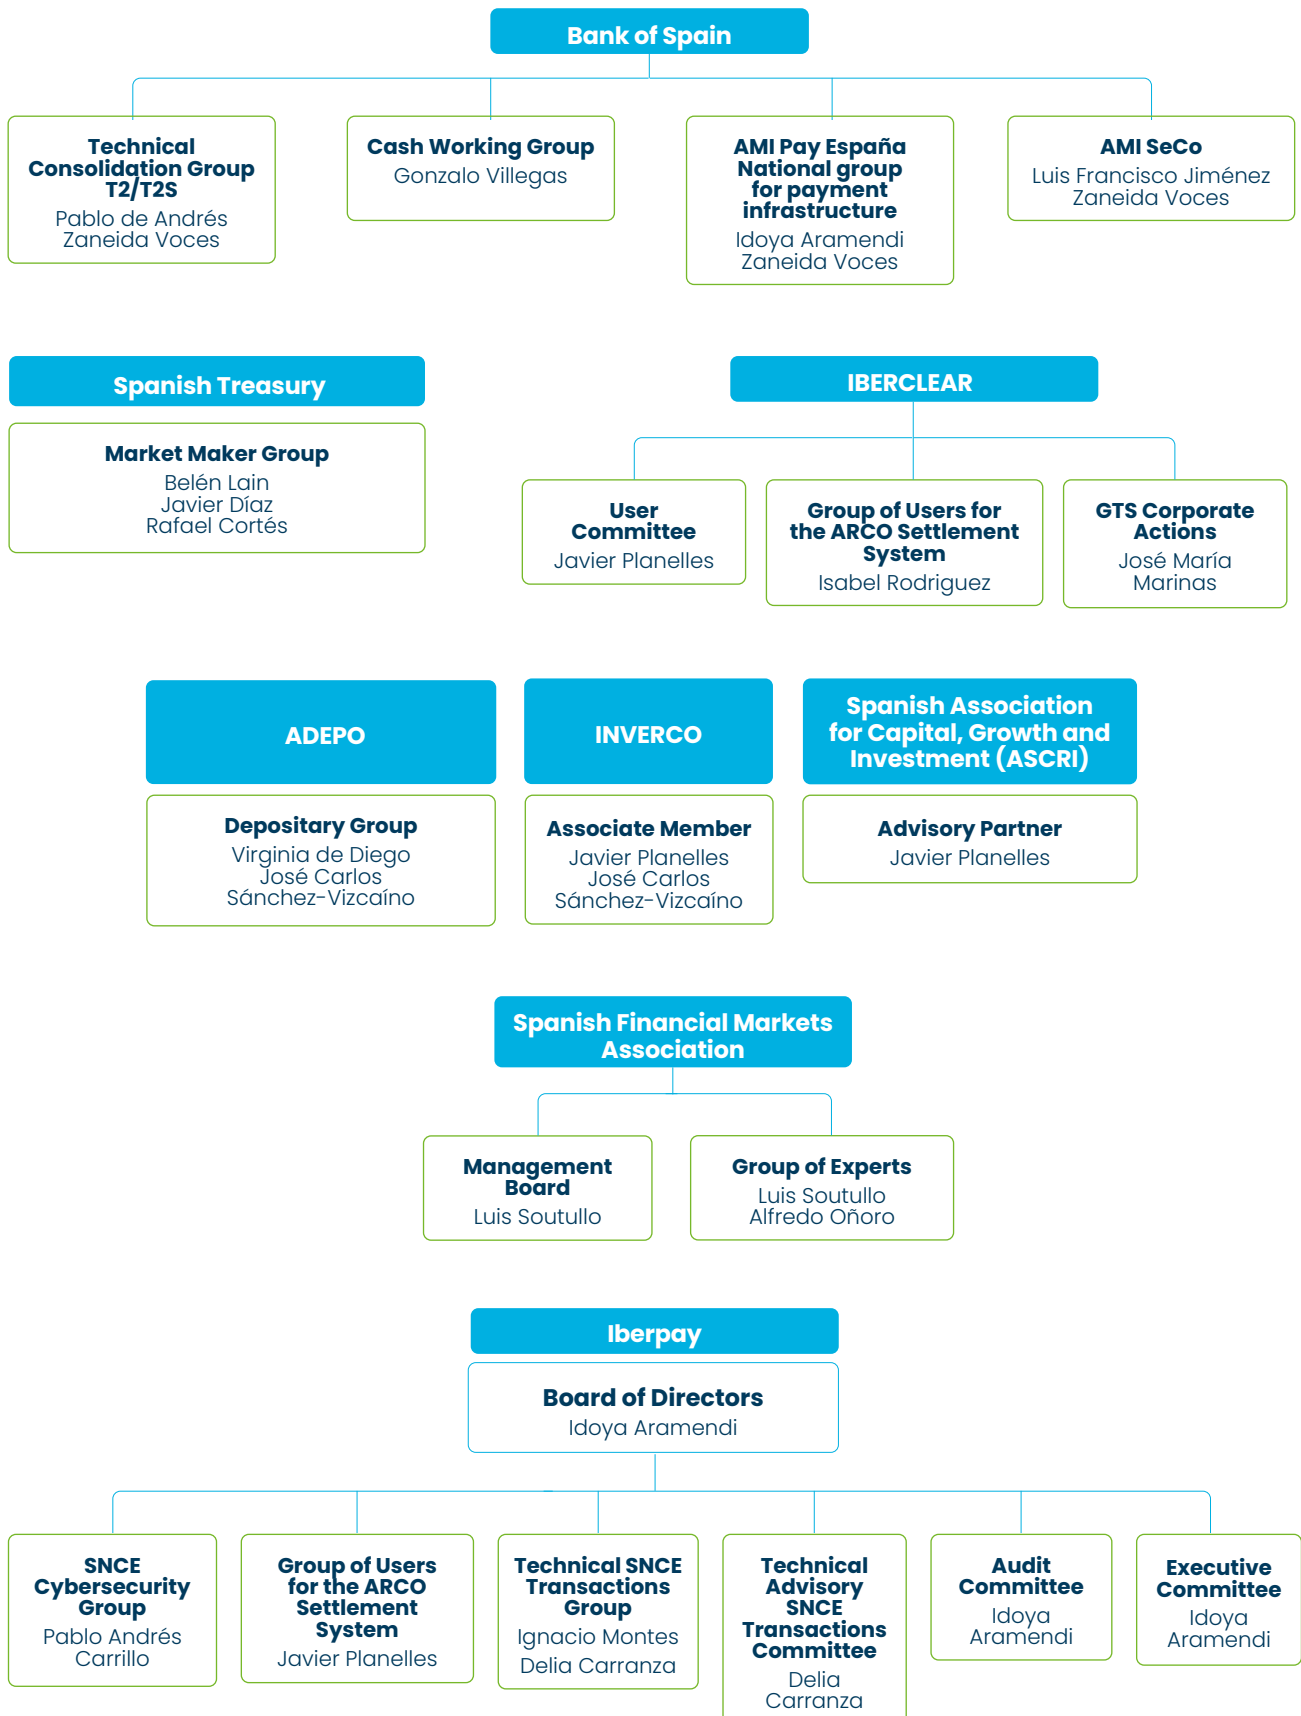 Bank of Spain
Technical
Consolidation Group
T2/T2S
Pablo de Andrés
Zaneida Voces
Cash Working Group
Gonzalo Villegas
AMI Pay España
National group
for payment
infrastructure
Idoya Aramendi
Zaneida Voces
AMI SeCo
Luis Francisco Jiménez
Zaneida Voces
Spanish Treasury
Market Maker Group
Belén Lain
Javier Díaz
Rafael Cortés
IBERCLEAR
User
Committee
Javier Planelles
Group of Users for
the ARCO Settlement
System
Isabel Rodriguez
GTS Corporate
Actions
José María
Marinas
ADEPO
Depositary Group
Virginia de Diego
José Carlos
Sánchez-Vizcaíno
INVERCO
Associate Member
Javier Planelles
José Carlos
Sánchez-Vizcaíno
Spanish Association
for Capital, Growth and
Investment (ASCRI)
Advisory Partner
Javier Planelles
Spanish Financial Markets
Association
Management
Board
Luis Soutullo
Group of Experts
Luis Soutullo
Alfredo Oñoro
Iberpay
Board of Directors
Idoya Aramendi
SNCE
Cybersecurity
Group
Pablo Andrés
Carrillo
Group of Users
for the ARCO
Settlement
System
Javier Planelles
Technical SNCE
Transactions
Group
Ignacio Montes
Delia Carranza
Technical
Advisory
SNCE
Transactions
Committee
Delia
Carranza
Audit
Committee
Idoya
Aramendi
Executive
Committee
Idoya
Aramendi